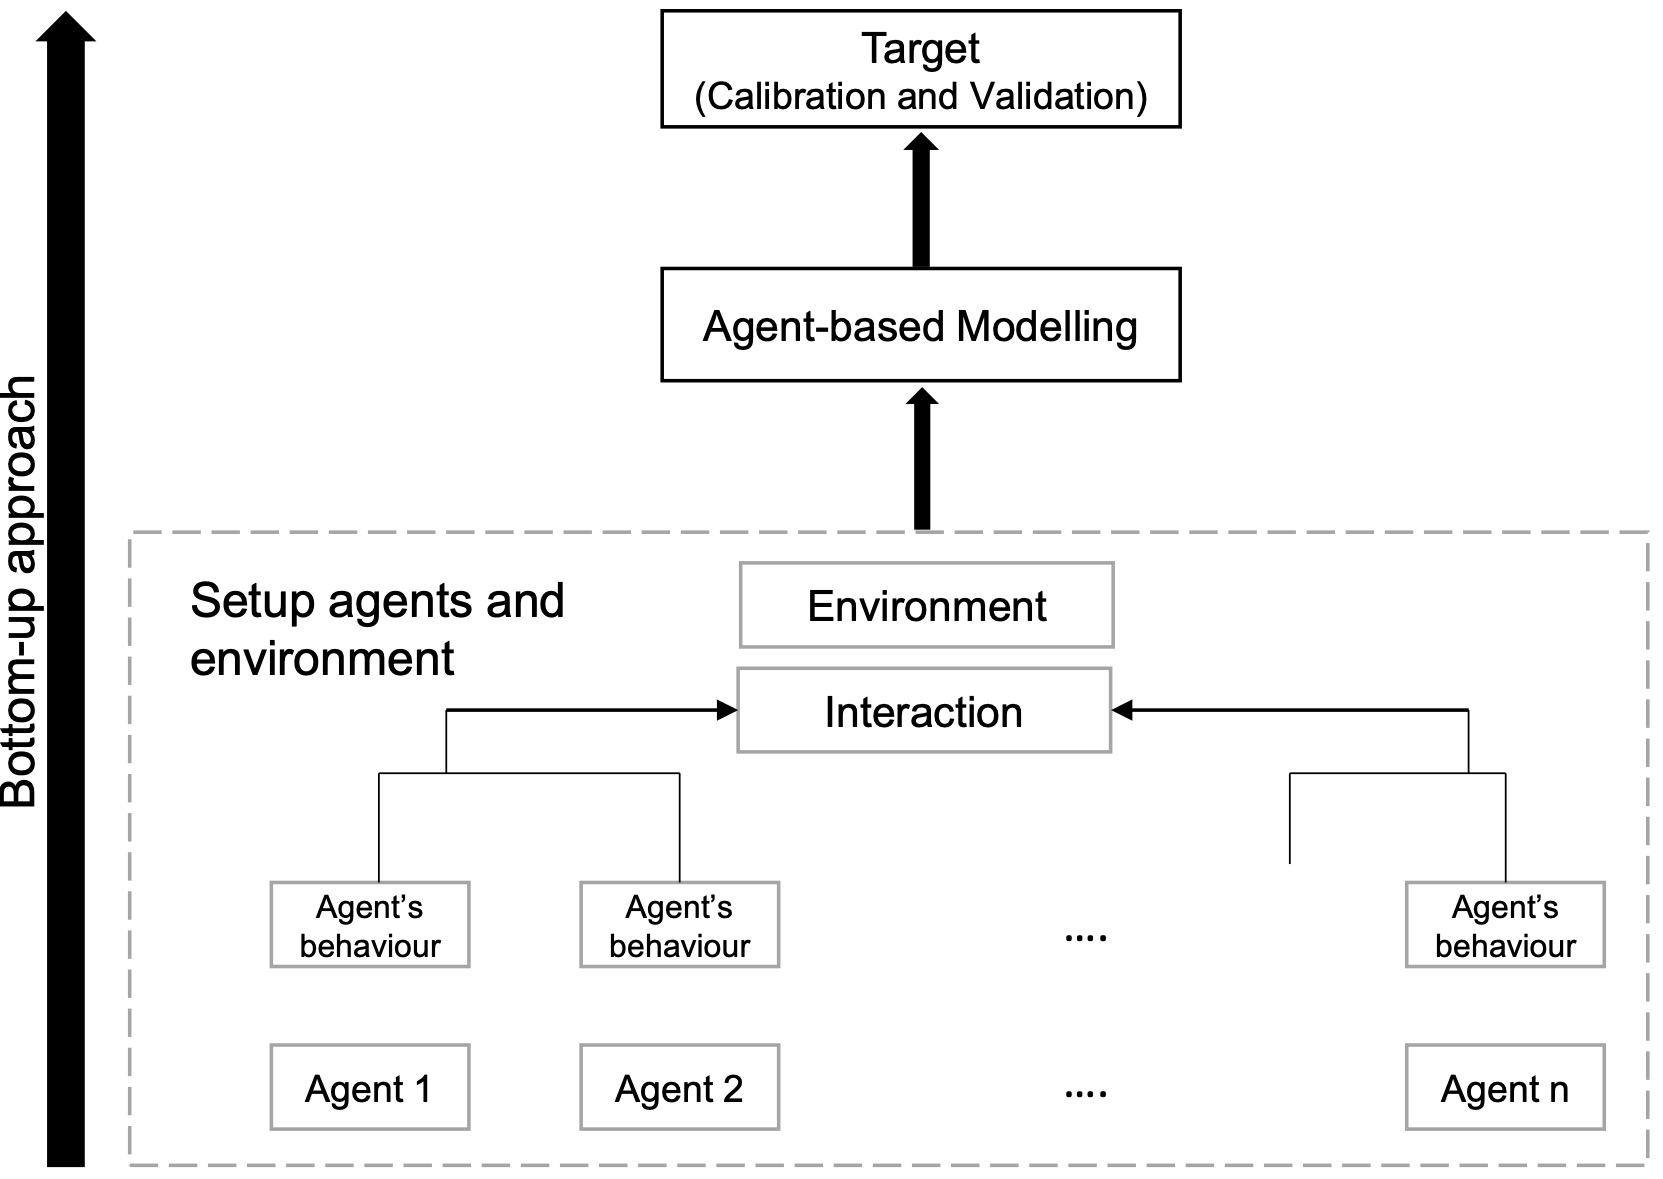 Target
(Calibration and Validation)
Agent-based Modelling
Bottom-up approach
Setup agents and
environment
Environment
Interaction
Agent’s
behaviour
Agent’s
behaviour
....
Agent’s
behaviour
Agent 1
Agent 2
....
Agent n